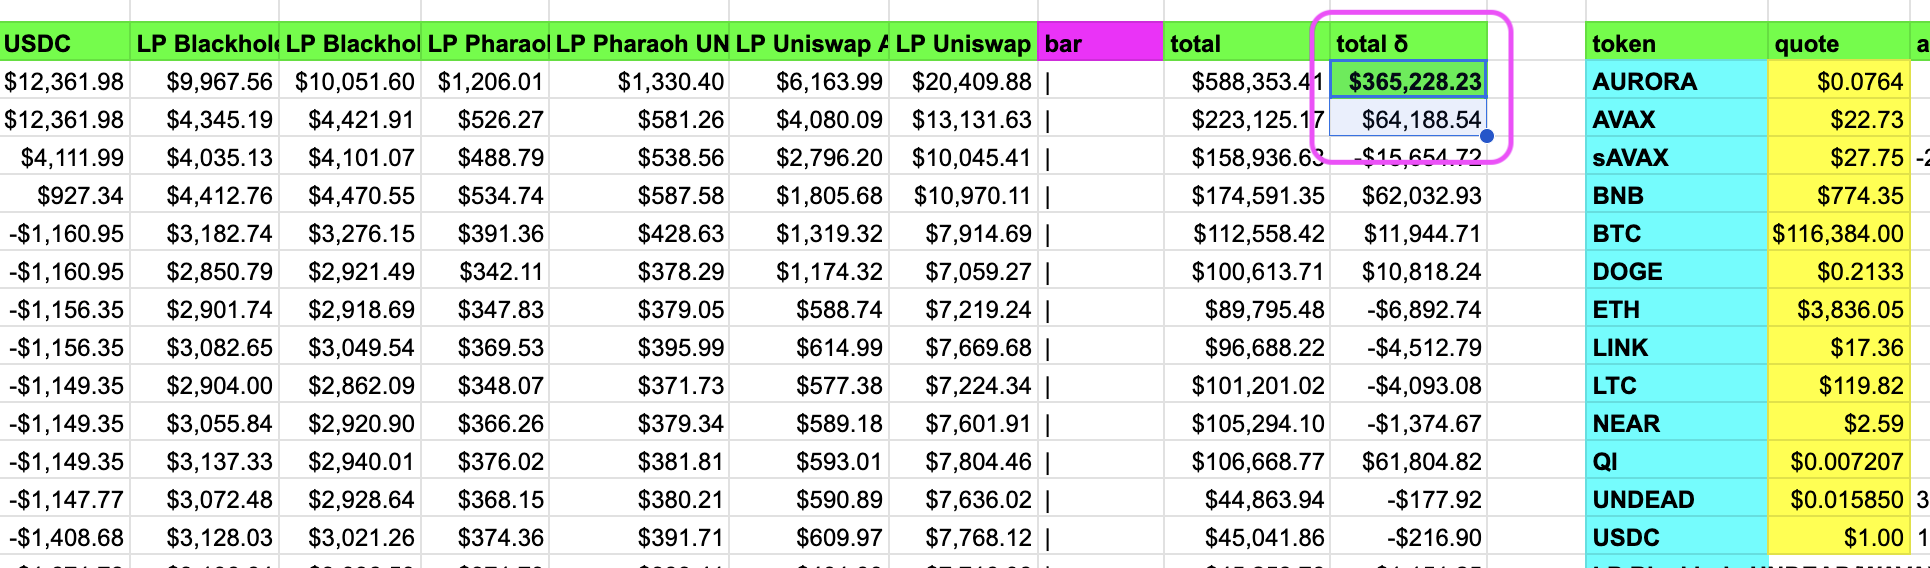 USDC LP Blackhole LP Blackhol LP Pharaol LP Pharaoh UN LP Uniswap A LP Uniswap bar total total δ token quote a
$12,361.98 $9,967.56 $10,051.60 $1,206.01 $1,330.40 $6,163.99 $20,409.88 | $588,353.41 $365,228.23 AURORA $0.0764
$12,361.98 $4,345.19 $4,421.91 $526.27 $581.26 $4,080.09 $13,131.63 | $223,125.17 $64,188.54 AVAX $22.73
$4,111.99 $4,035.13 $4,101.07 $488.79 $538.56 $2,796.20 $10,045.41 | $158,936.63 -$15,654.72 sAVAX $27.75 -2
$927.34 $4,412.76 $4,470.55 $534.74 $587.58 $1,805.68 $10,970.11 | $174,591.35 $62,032.93 BNB $774.35
-$1,160.95 $3,182.74 $3,276.15 $391.36 $428.63 $1,319.32 $7,914.69 | $112,558.42 $11,944.71 BTC $116,384.00
-$1,160.95 $2,850.79 $2,921.49 $342.11 $378.29 $1,174.32 $7,059.27 | $100,613.71 $10,818.24 DOGE $0.2133
-$1,156.35 $2,901.74 $2,918.69 $347.83 $379.05 $588.74 $7,219.24 | $89,795.48 -$6,892.74 ETH $3,836.05
-$1,156.35 $3,082.65 $3,049.54 $369.53 $395.99 $614.99 $7,669.68 | $96,688.22 -$4,512.79 LINK $17.36
-$1,149.35 $2,904.00 $2,862.09 $348.07 $371.73 $577.38 $7,224.34 | $101,201.02 -$4,093.08 LTC $119.82
-$1,149.35 $3,055.84 $2,920.90 $366.26 $379.34 $589.18 $7,601.91 | $105,294.10 -$1,374.67 NEAR $2.59
-$1,149.35 $3,137.33 $2,940.01 $376.02 $381.81 $593.01 $7,804.46 | $106,668.77 $61,804.82 QI $0.007207
-$1,147.77 $3,072.48 $2,928.64 $368.15 $380.21 $590.89 $7,636.02 | $44,863.94 -$177.92 UNDEAD $0.015850 3
-$1,408.68 $3,128.03 $3,021.26 $374.36 $391.71 $609.97 $7,768.12 | $45,041.86 -$216.90 USDC $1.00 1